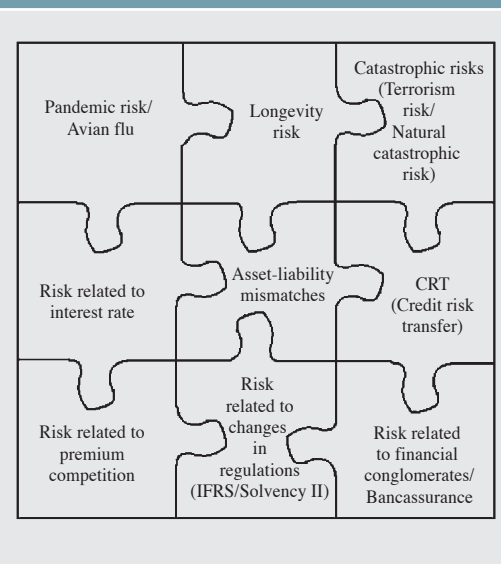 Pandemic risk/
Avian flu
Longevity
risk
Catastrophic risks
(Terrorism
risk/
Natural
catastrophic
risk)
Risk related to
interest rate
Asset-liability
mismatches
CRT
(Credit risk
transfer)
Risk related to
premium
competition
Risk
related to
changes
in
regulations
(IFRS/Solvency II)
Risk related
to financial
conglomerates/
Bancassurance